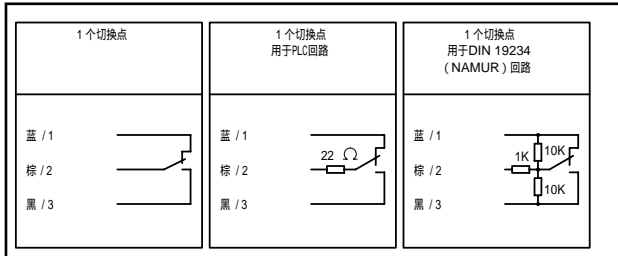 1 个切换点
蓝 / 1
棕 / 2
黑 / 3
1 个切换点
用于PLC回路
蓝 / 1
22 Ω
棕 / 2
黑 / 3
1 个切换点
用于DIN 19234
（NAMUR）回路
蓝 / 1
10K
1K
棕 / 2
10K
黑 / 3